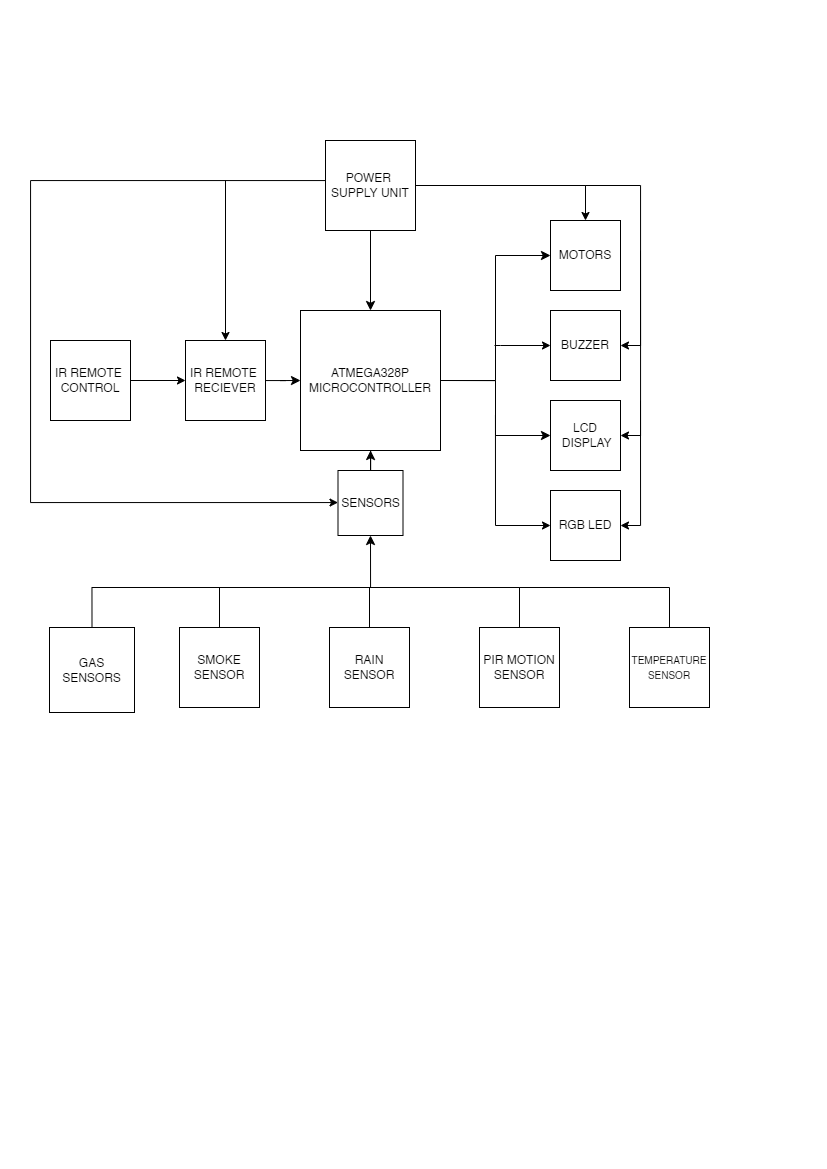 POWER
SUPPLY UNIT
MOTORS
IR REMOTE
CONTROL
IR REMOTE
RECIEVER
ATMEGA328P
MICROCONTROLLER
BUZZER
LCD
DISPLAY
SENSORS
RGB LED
GAS
SENSORS
SMOKE
SENSOR
RAIN
SENSOR
PIR MOTION
SENSOR
TEMPERATURE
SENSOR